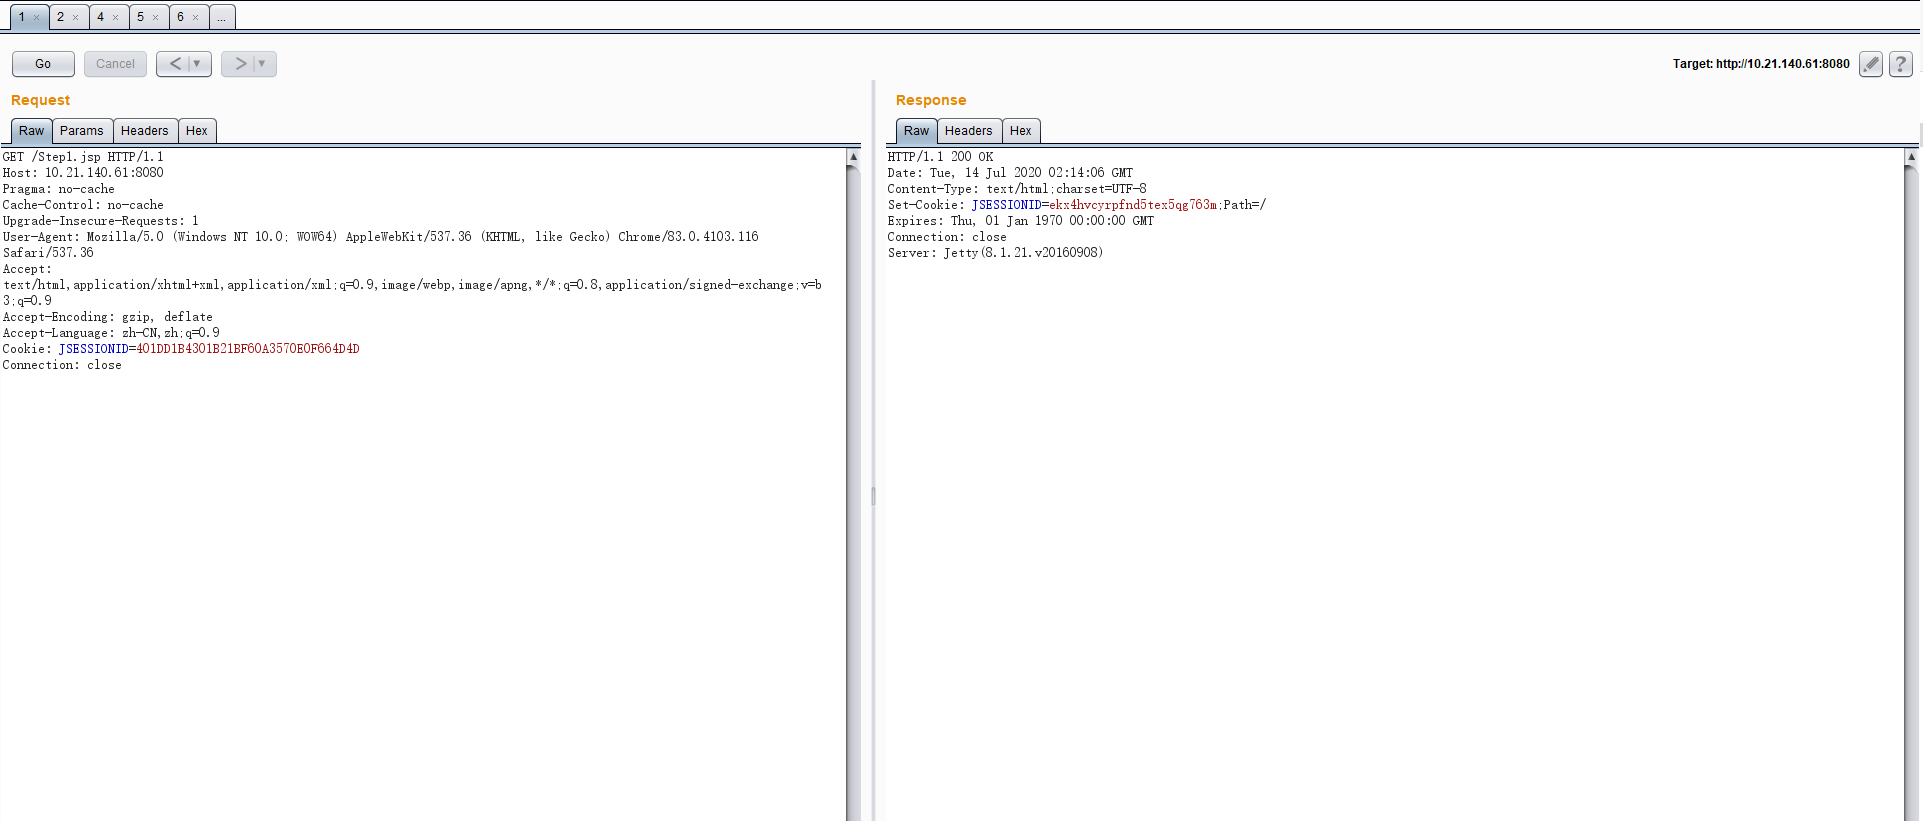 1 × 2 × 4 × 5 × 6 × ...
Go Cancel < ▼ > ▼ Target: http://10.21.140.61:8080 ?
Request
Raw Params Headers Hex
GET /Step1.jsp HTTP/1.1
Host: 10.21.140.61:8080
Pragma: no-cache
Cache-Control: no-cache
Upgrade-Insecure-Requests: 1
User-Agent: Mozilla/5.0 (Windows NT 10.0; WOW64) AppleWebKit/537.36 (KHTML, like Gecko) Chrome/83.0.4103.116
Safari/537.36
Accept:
text/html,application/xhtml+xml,application/xml;q=0.9,image/webp,image/apng,*/*;q=0.8,application/signed-exchange;v=b
3;q=0.9
Accept-Encoding: gzip, deflate
Accept-Language: zh-CN,zh;q=0.9
Cookie: JSESSIONID=401DD1B4301B21BF60A3570E0F664D4D
Connection: close
Response
Raw Headers Hex
HTTP/1.1 200 OK
Date: Tue, 14 Jul 2020 02:14:06 GMT
Content-Type: text/html;charset=UTF-8
Set-Cookie: JSESSIONID=ekx4hvcyrpfnd5tex5qg763m;Path=/
Expires: Thu, 01 Jan 1970 00:00:00 GMT
Connection: close
Server: Jetty(8.1.21.v20160908)